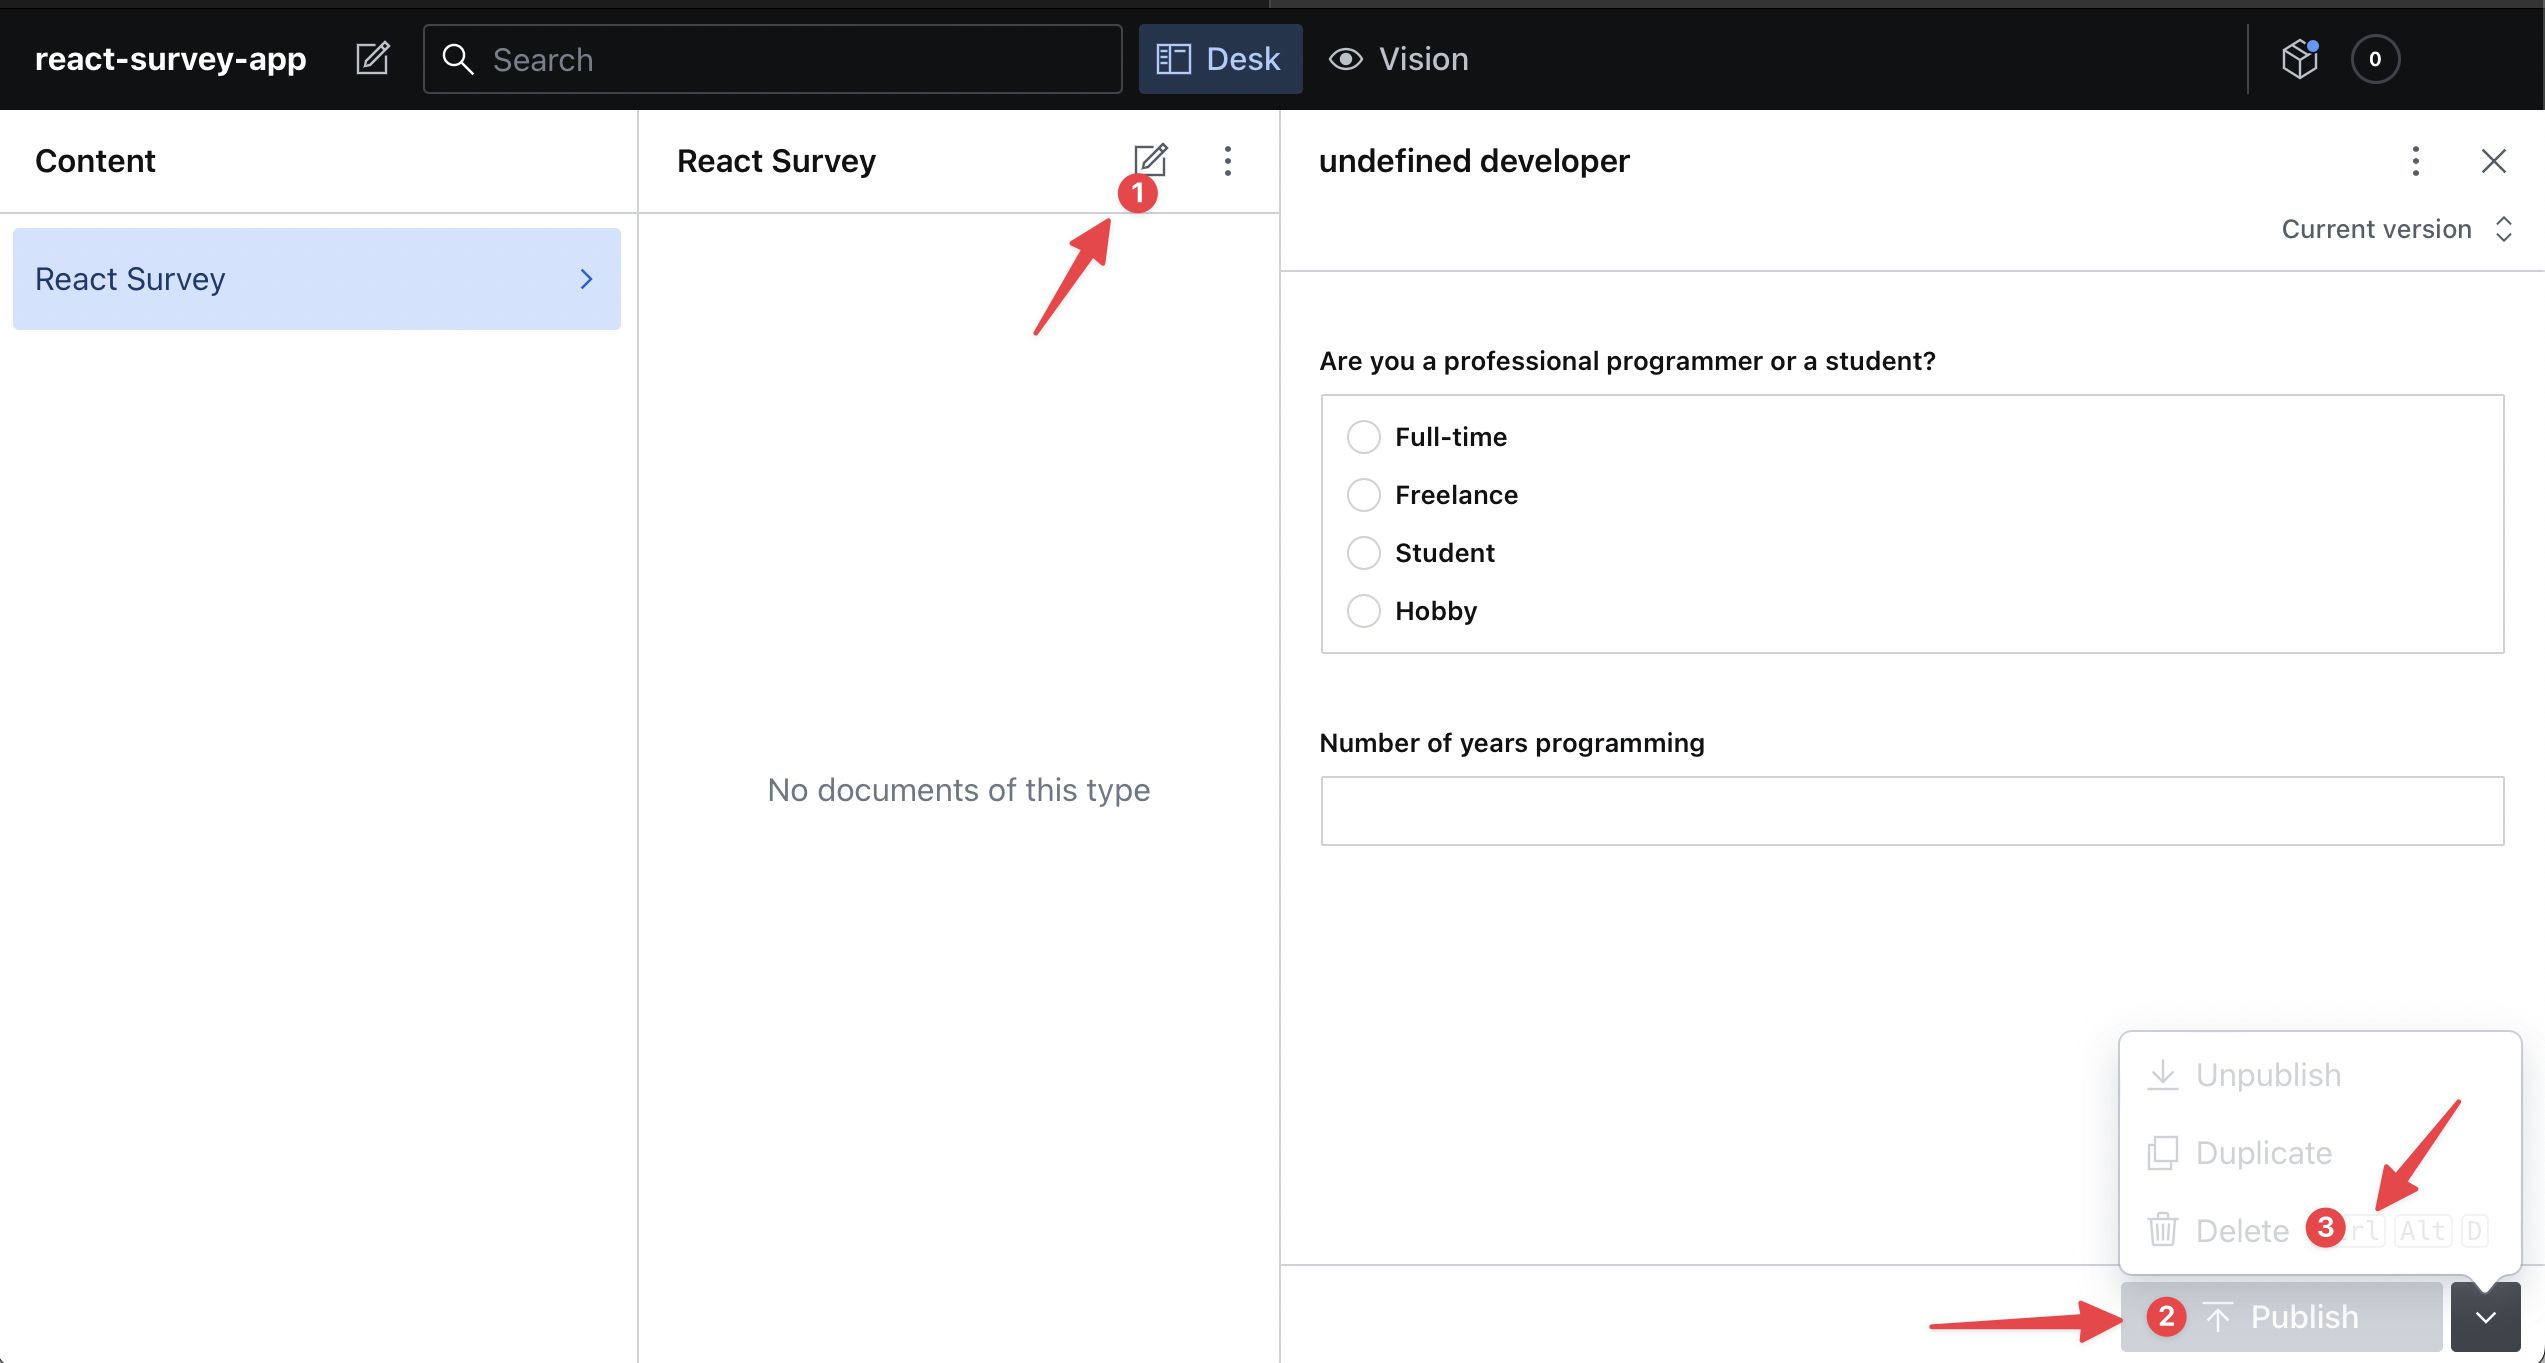 react-survey-app
Search
Desk
Vision
0
Content
React Survey
React Survey
1
No documents of this type
undefined developer
Current version
Are you a professional programmer or a student?
Full-time
Freelance
Student
Hobby
Number of years programming
Unpublish
Duplicate
Delete 3 Alt D
2 Publish